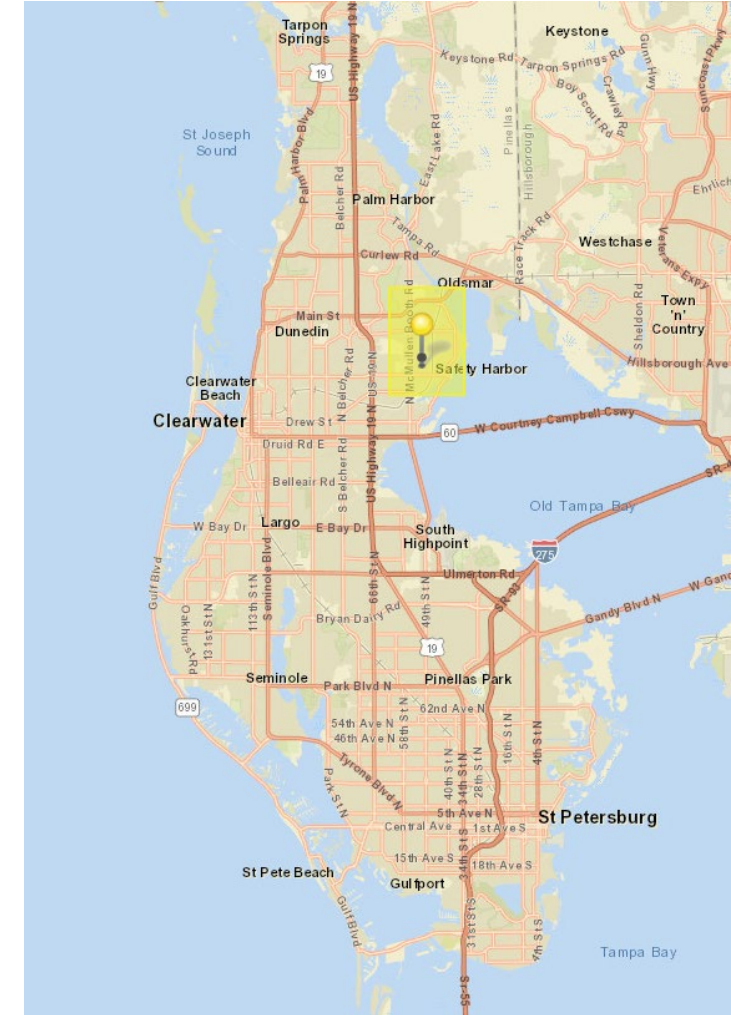 Tarpon
Springs
Keystone
Keystone Rd
Tarpon Springs Rd
Gunn Hwy
Crawley Rd
Boy Scout Rd
Suncoast Pkwy
19
US Highway 19 N
St Joseph
Sound
Palm Harbor Blvd
Belcher Rd
East Lake Rd
Pinellas
Hillsborough
Palm Harbor
Tampa Rd
Race Track Rd
Ehrlich
Westchase
Veterans Expy
Curlew Rd
Oldsmar
Sheldon Rd
Town
'n'
Country
Main St
Dunedin
N McMullen Booth Rd
US 19 N
N Belcher Rd
Safety Harbor
Hillsborough Ave
Clearwater
Beach
Clearwater
Drew St
60
W Courtney Campbell Cswy
Druid Rd E
S Belcher Rd
US Highway 19 N
Belleair Rd
SR-
Old Tampa Bay
W Bay Dr
Largo
E Bay Dr
South
Highpoint
275
Gulf Blvd
Seminole Blvd
66th St N
Ulmerton Rd
SR-93
W Gand
Gandy Blvd N
113th St N
131st St N
Oakhurst Rd
Bryan Dairy Rd
49th St N
19
Seminole
Park Blvd N
Pinellas Park
699
62nd Ave N
54th Ave N
46th Ave N
58th St N
16th St N
4th St N
Tyrone Blvd N
40th St N
34th St N
28th St N
Park St N
5th Ave N
St Petersburg
Central Ave
1st Ave S
15th Ave S
34th St S
18th Ave S
St Pete Beach
Gulfport
Gulf Blvd
31st St S
4th St S
Tampa Bay
Sr-55